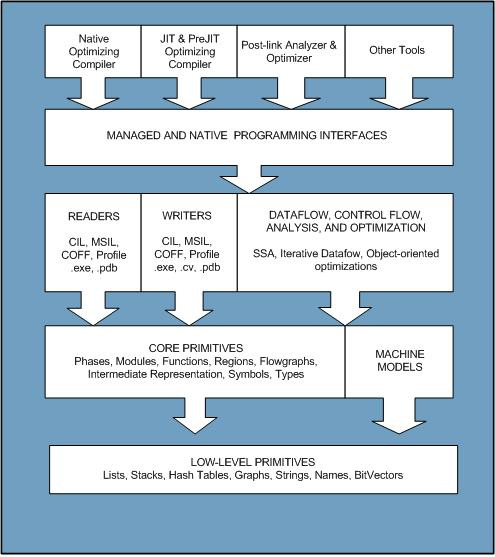 Native
Optimizing
Compiler
JIT & PreJIT
Optimizing
Compiler
Post-link Analyzer &
Optimizer
Other Tools
MANAGED AND NATIVE PROGRAMMING INTERFACES
READERS
CIL, MSIL,
COFF, Profile
.exe, .pdb
WRITERS
CIL, MSIL,
COFF, Profile
.exe, .cv, .pdb
DATAFLOW, CONTROL FLOW,
ANALYSIS, AND OPTIMIZATION
SSA, Iterative Dataflow, Object-oriented
optimizations
CORE PRIMITIVES
Phases, Modules, Functions, Regions, Flowgraphs,
Intermediate Representation, Symbols, Types
MACHINE
MODELS
LOW-LEVEL PRIMITIVES
Lists, Stacks, Hash Tables, Graphs, Strings, Names, BitVectors